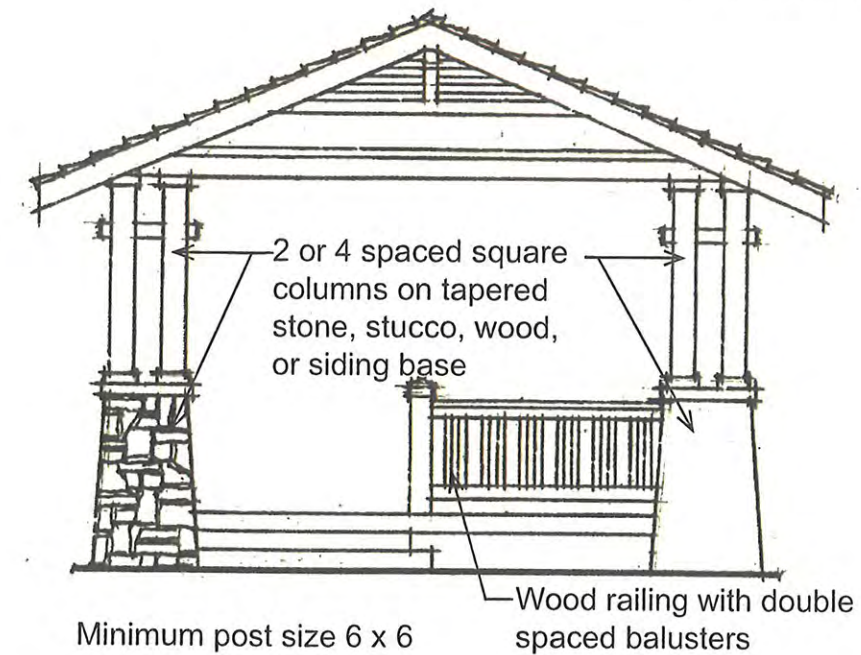 2 or 4 spaced square
columns on tapered
stone, stucco, wood,
or siding base
Wood railing with double
spaced balusters
Minimum post size 6 x 6